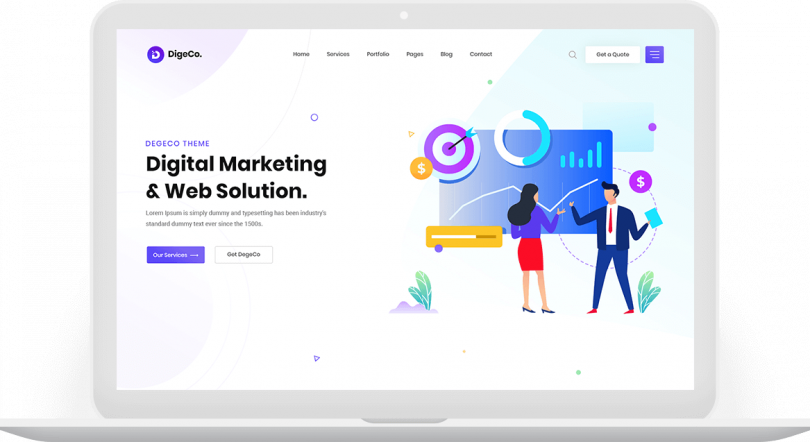 DigeCo.
Home Services Portfolio Pages Blog Contact
Get a Quote
DEGECO THEME
Digital Marketing
& Web Solution.
Lorem Ipsum is simply dummy and typesetting has been industry's
standard dummy text ever since the 1500s.
Our Services ⟶
Get DegeCo
$
$